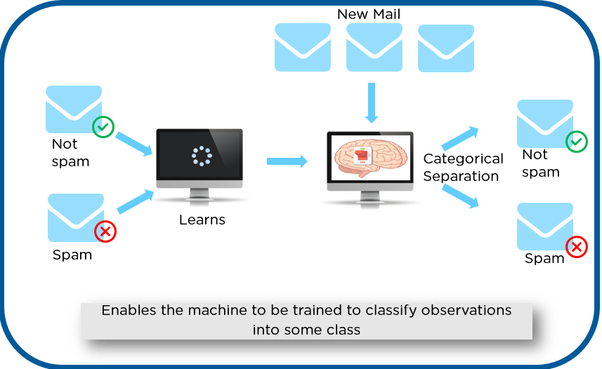 New Mail
Not
spam
Learns
Spam
Categorical
Separation
Not
spam
Spam
Enables the machine to be trained to classify observations
into some class